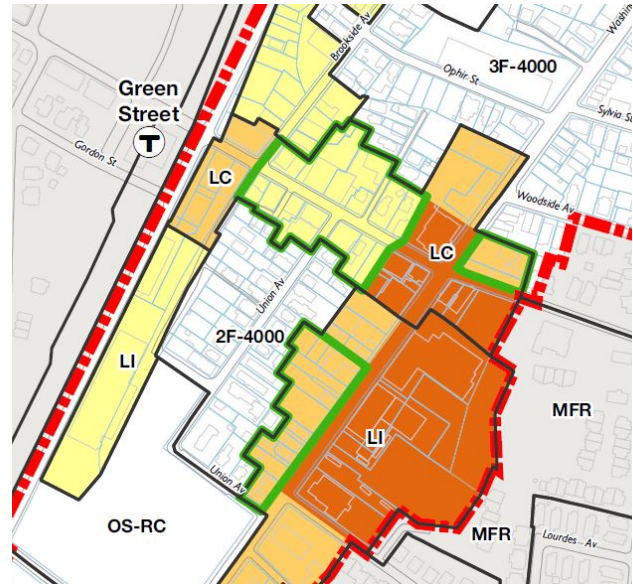 Brookside Av
Washing
3F-4000
Ophir St
Green
Street
T
Sylvia St
Gordon St
LC
Woodside Av
LC
Union Av
2F-4000
LI
MFR
LI
Union Av
OS-RC
MFR
Lourdes Av